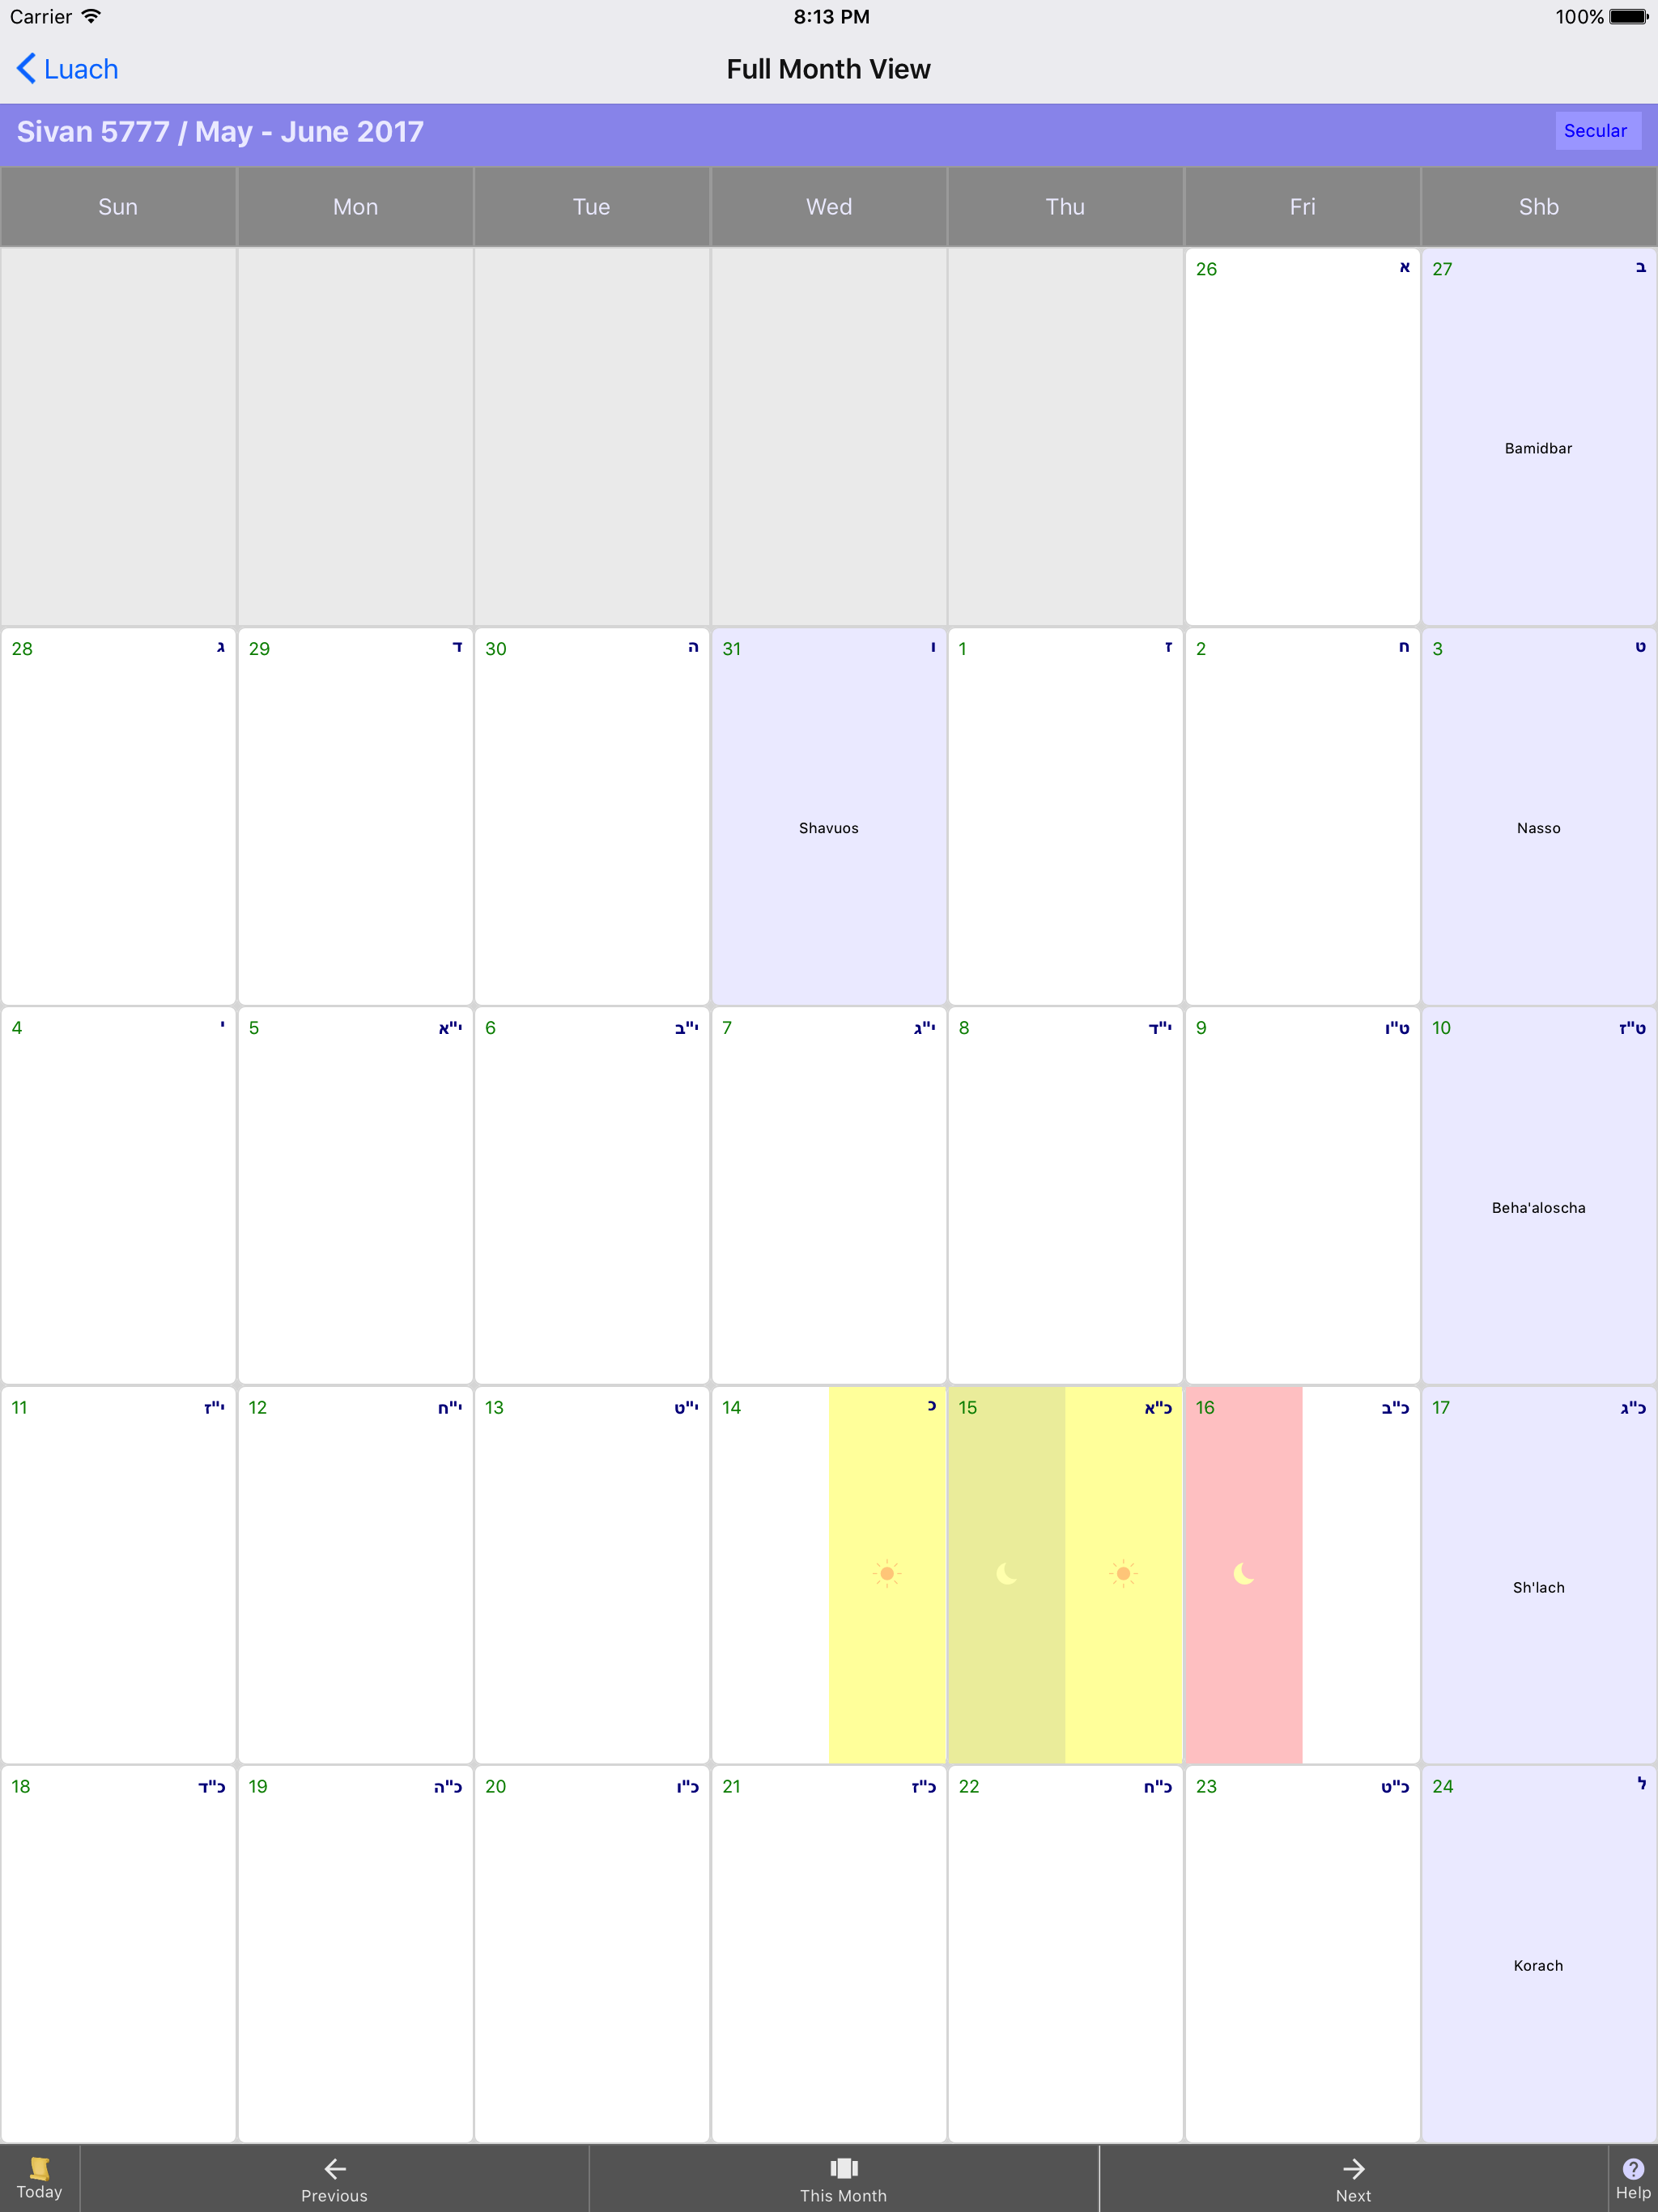 Carrier 8:13 PM 100%
Luach Full Month View
Sivan 5777 / May - June 2017 Secular
Sun Mon Tue Wed Thu Fri Shb
26 א 27 ב
Bamidbar
28 ג 29 ד 30 ה 31 ו 1 ז 2 ח 3 ט
Shavuos Nasso
4 י 5 י"א 6 י"ב 7 י"ג 8 י"ד 9 ט"ו 10 ט"ז
Beha'aloscha
11 י"ז 12 י"ח 13 י"ט 14 כ 15 כ"א 16 כ"ב 17 כ"ג
Sh'lach
18 כ"ד 19 כ"ה 20 כ"ו 21 כ"ז 22 כ"ח 23 כ"ט 24 ל
Korach
Today Previous This Month Next ? Help